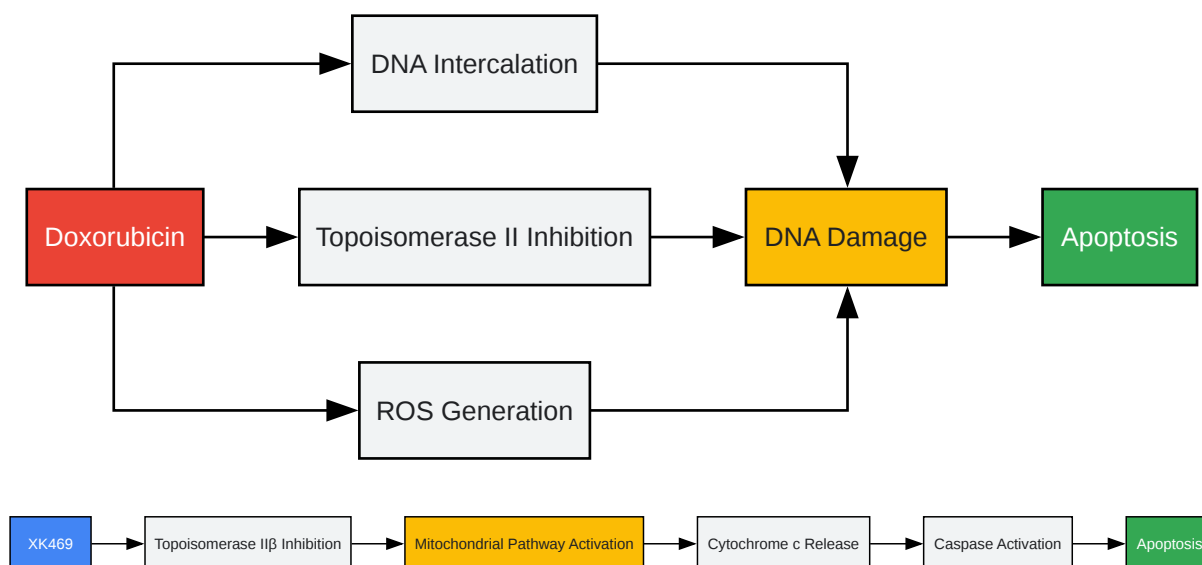 DNA Intercalation
Doxorubicin
Topoisomerase II Inhibition
DNA Damage
Apoptosis
ROS Generation
XK469
Topoisomerase IIβ Inhibition
Mitochondrial Pathway Activation
Cytochrome c Release
Caspase Activation
Apoptosis